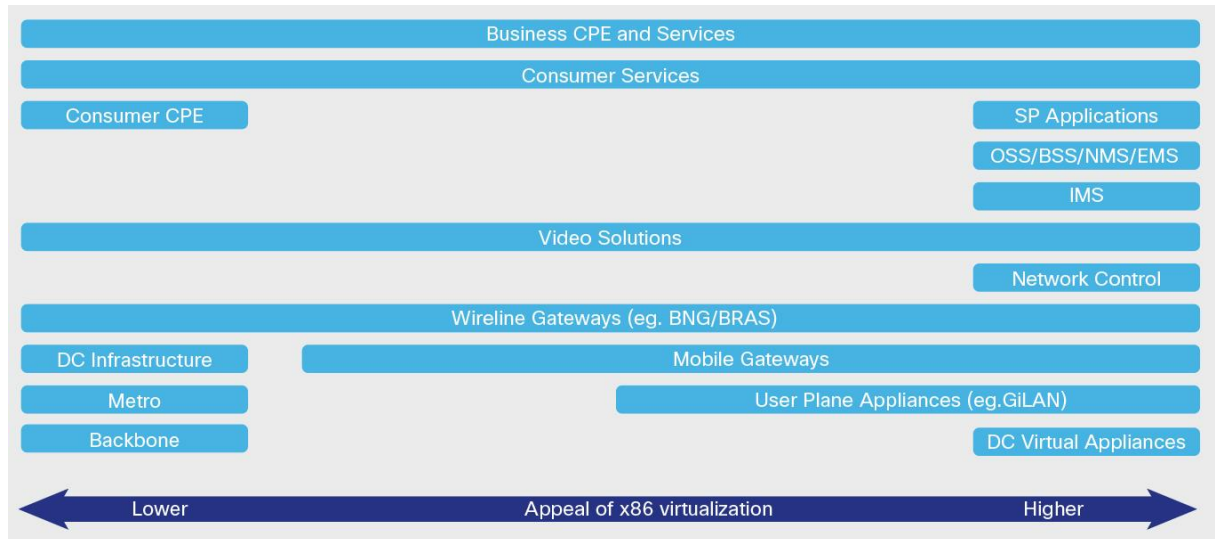 Business CPE and Services
Consumer Services
Consumer CPE
SP Applications
OSS/BSS/NMS/EMS
IMS
Video Solutions
Network Control
Wireline Gateways (eg. BNG/BRAS)
DC Infrastructure
Mobile Gateways
Metro
User Plane Appliances (eg.GiLAN)
Backbone
DC Virtual Appliances
Lower
Appeal of x86 virtualization
Higher